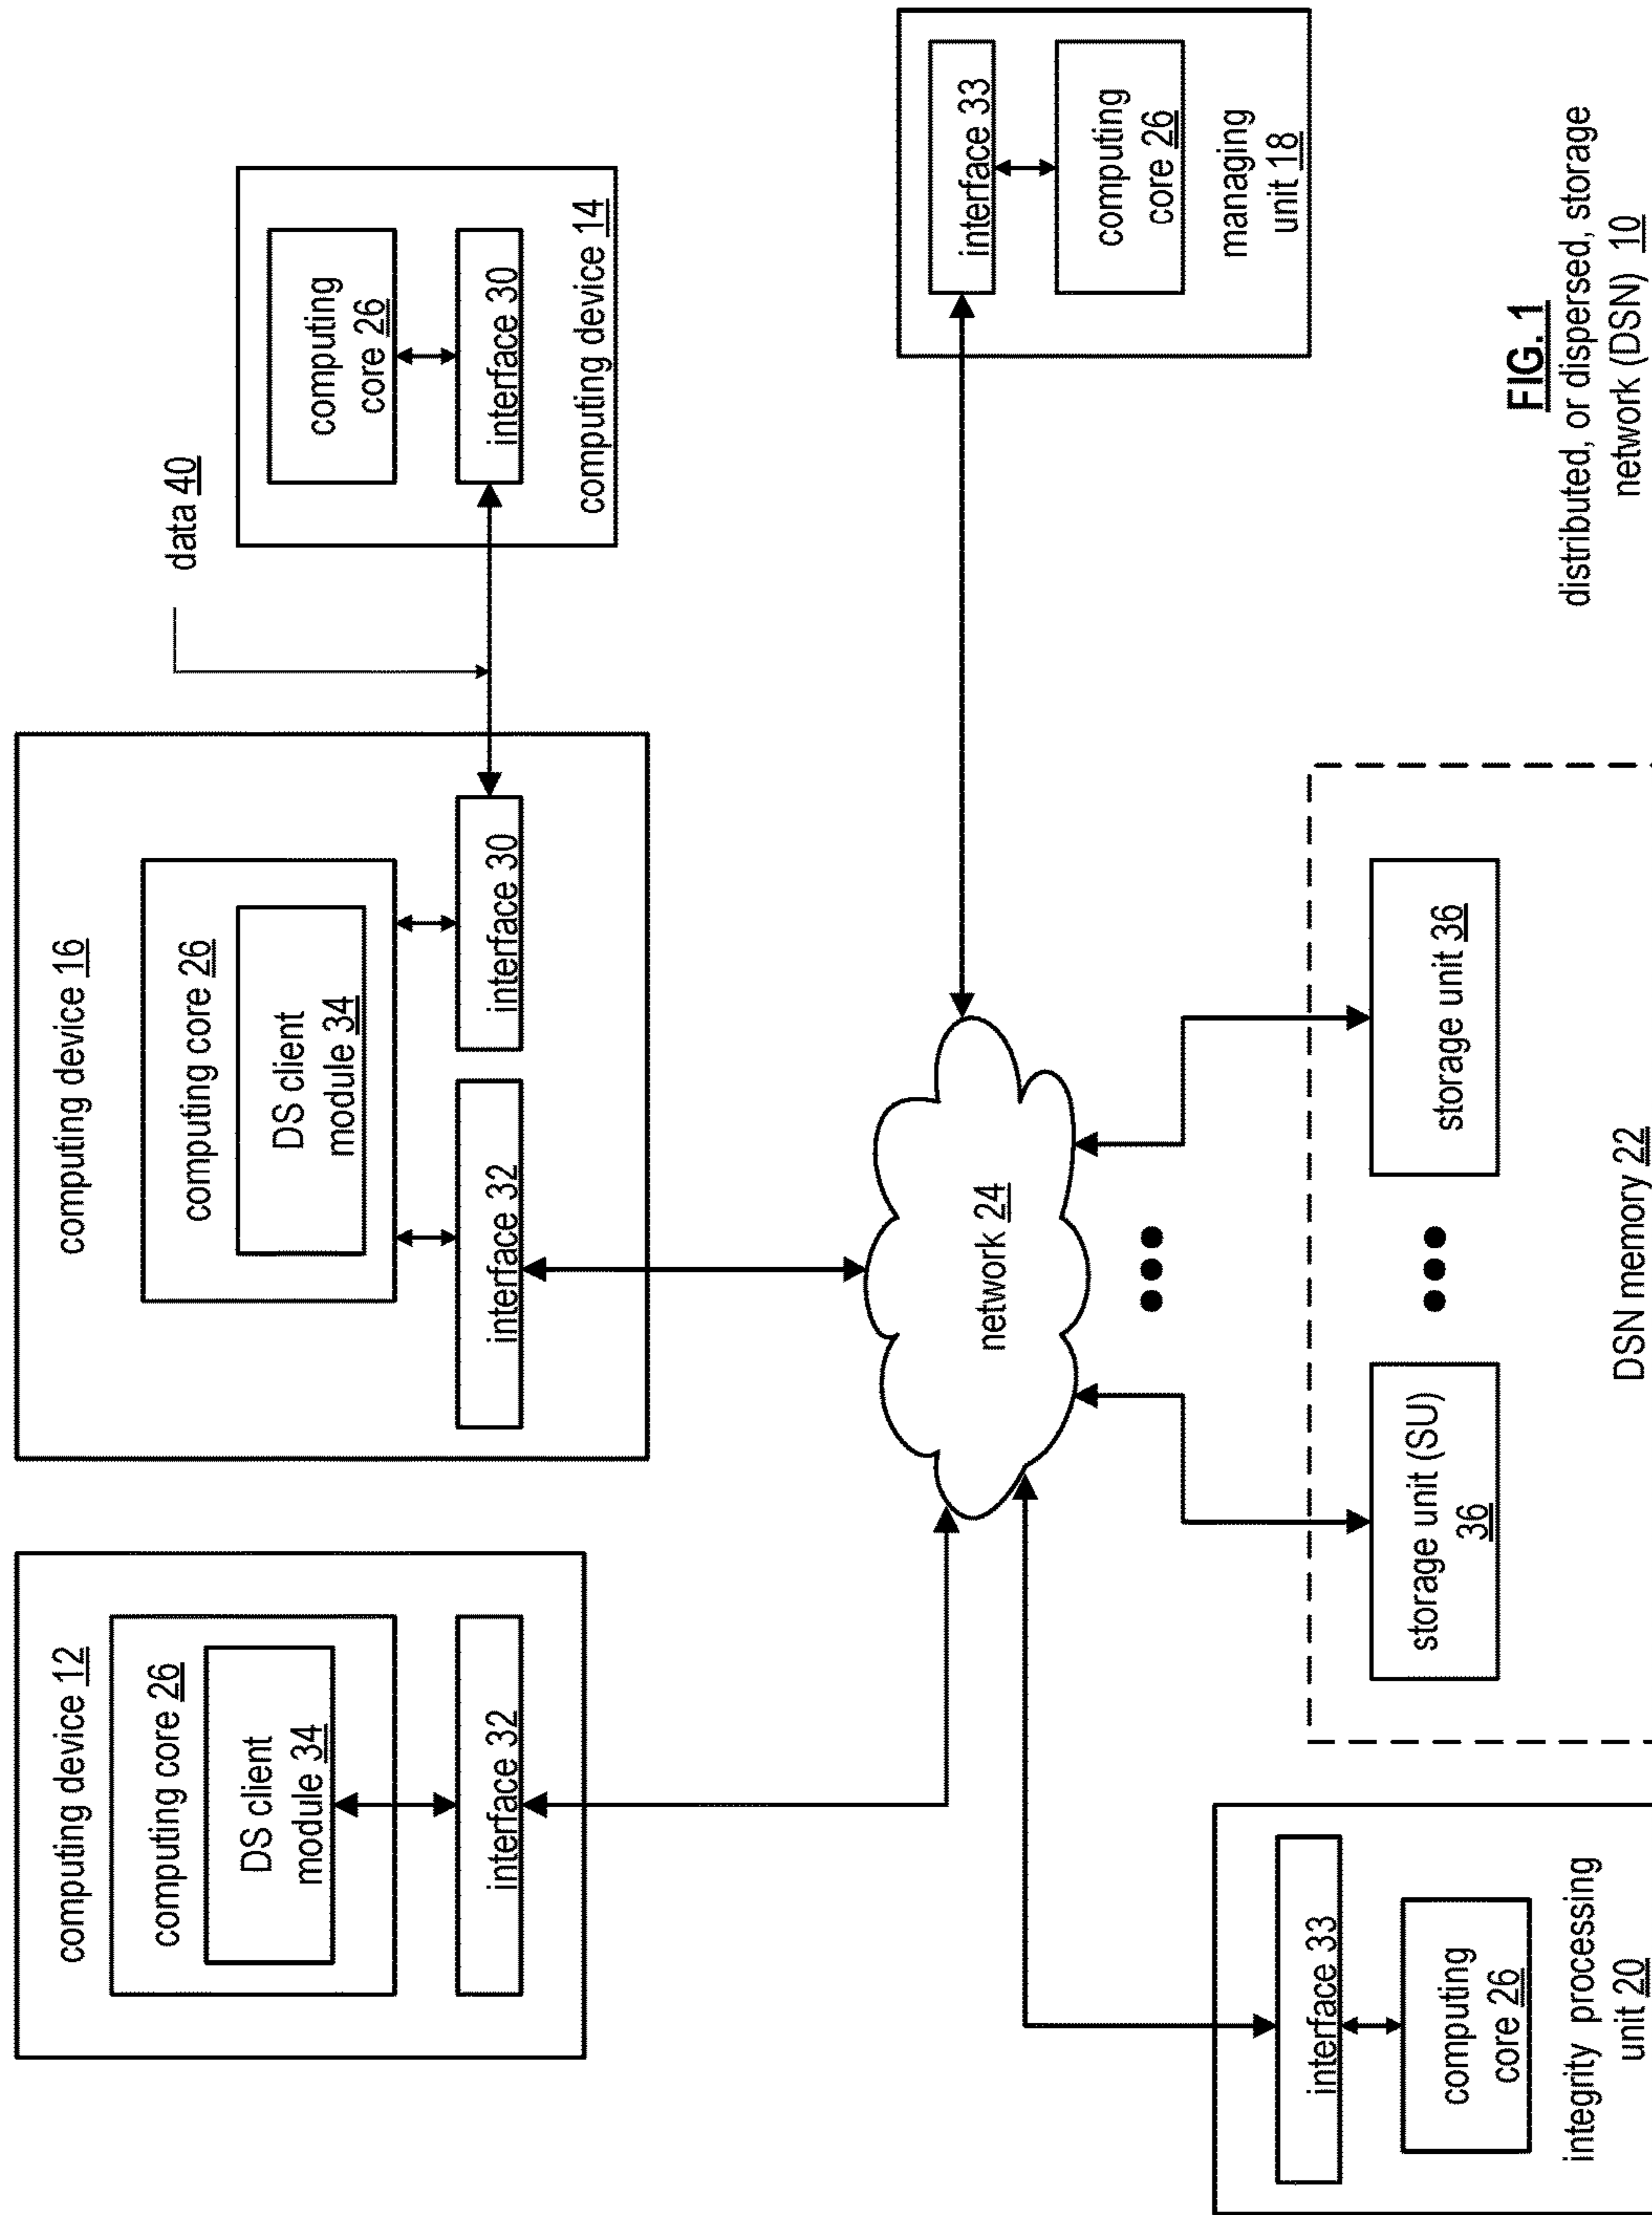 computing device 12
computing core 26
DS client
module 34
interface 32
computing device 16
computing core 26
DS client
module 34
interface 32
interface 30
data 40
computing
core 26
interface 30
computing device 14
network 24
interface 33
computing
core 26
managing
unit 18
interface 33
computing
core 26
integrity processing
unit 20
storage unit (SU)
36
storage unit 36
DSN memory 22
FIG. 1
distributed, or dispersed, storage
network (DSN) 10